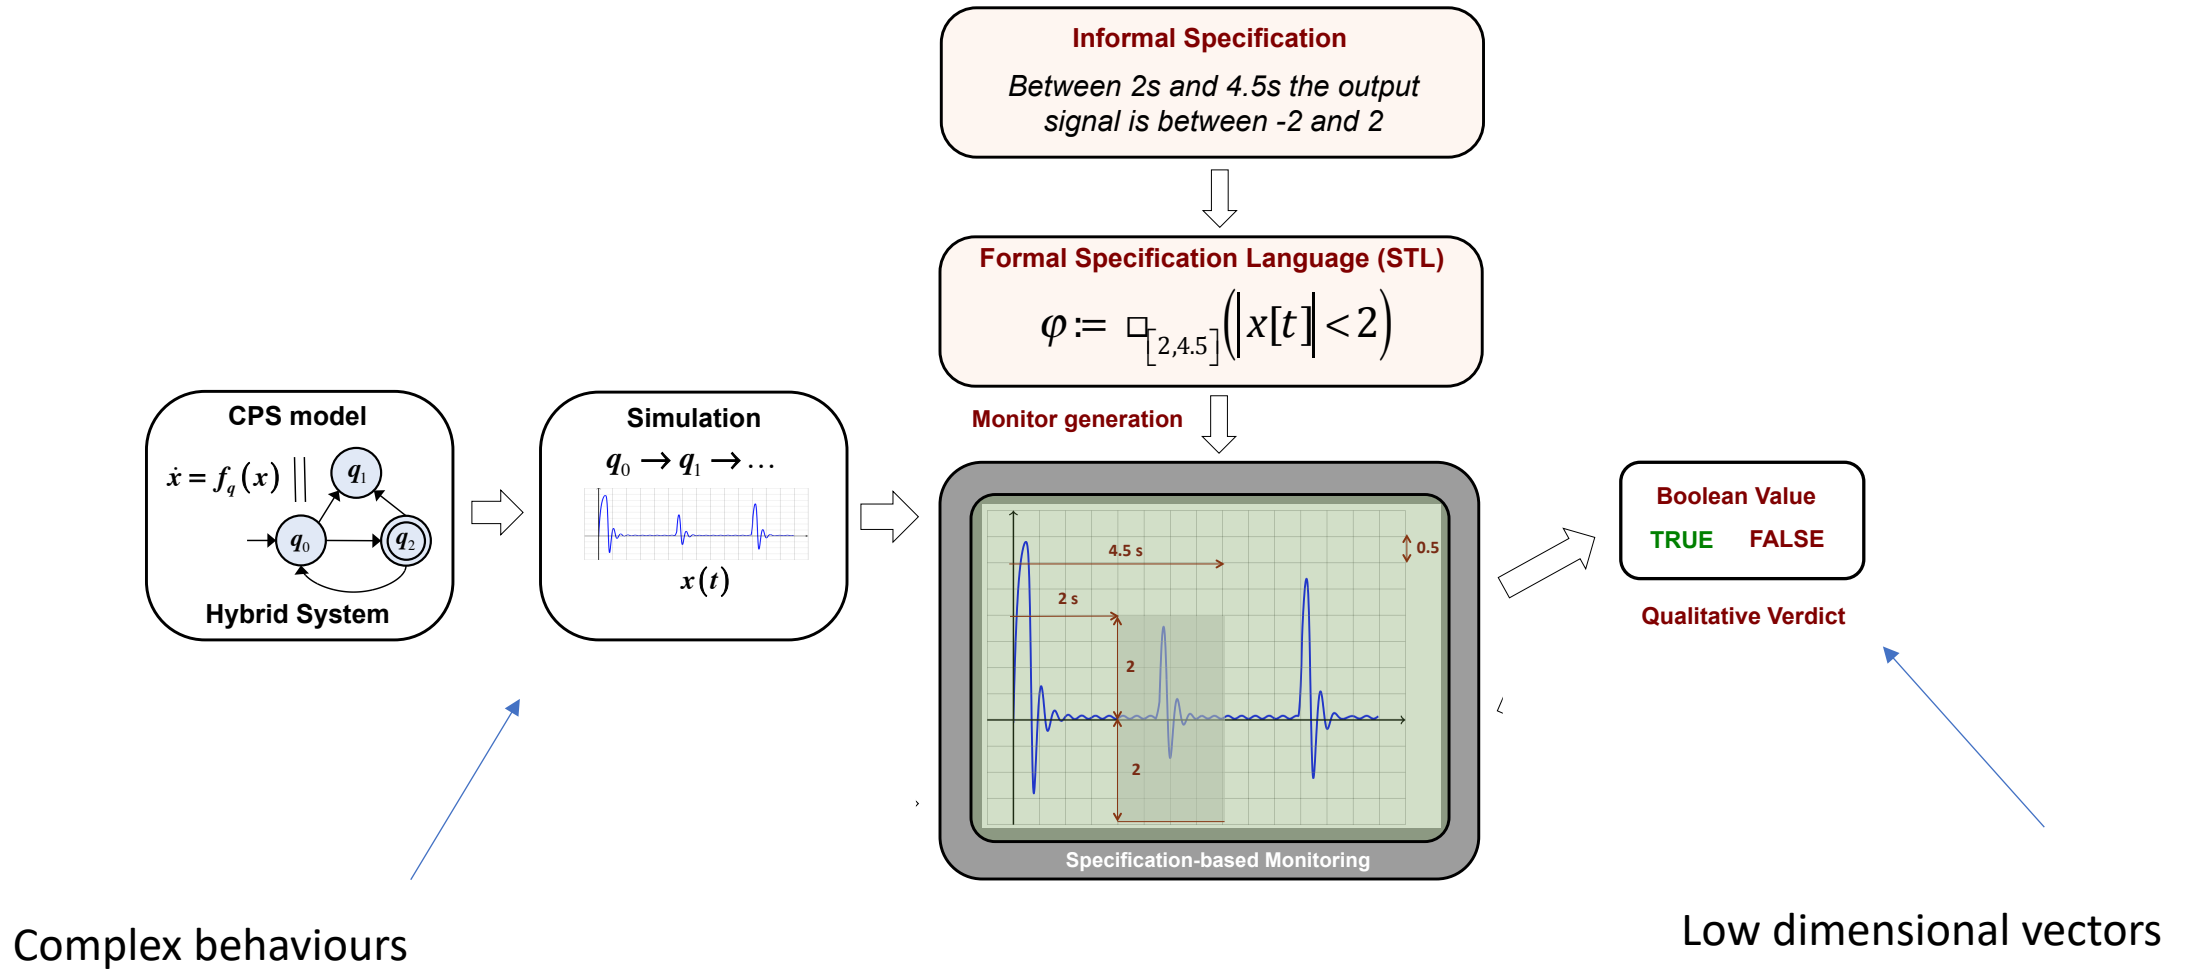 Informal Specification
Between 2s and 4.5s the output
signal is between -2 and 2
Formal Specification Language (STL)
φ:= □[2,4.5](|x[t]|<2)
Monitor generation
CPS model
ẋ = f_q(x) || q₁
q₀ q₂
Hybrid System
Simulation
q₀ → q₁ → …
x(t)
4.5 s
0.5
2 s
2
2
Specification-based Monitoring
Boolean Value
TRUE FALSE
Qualitative Verdict
Complex behaviours
Low dimensional vectors